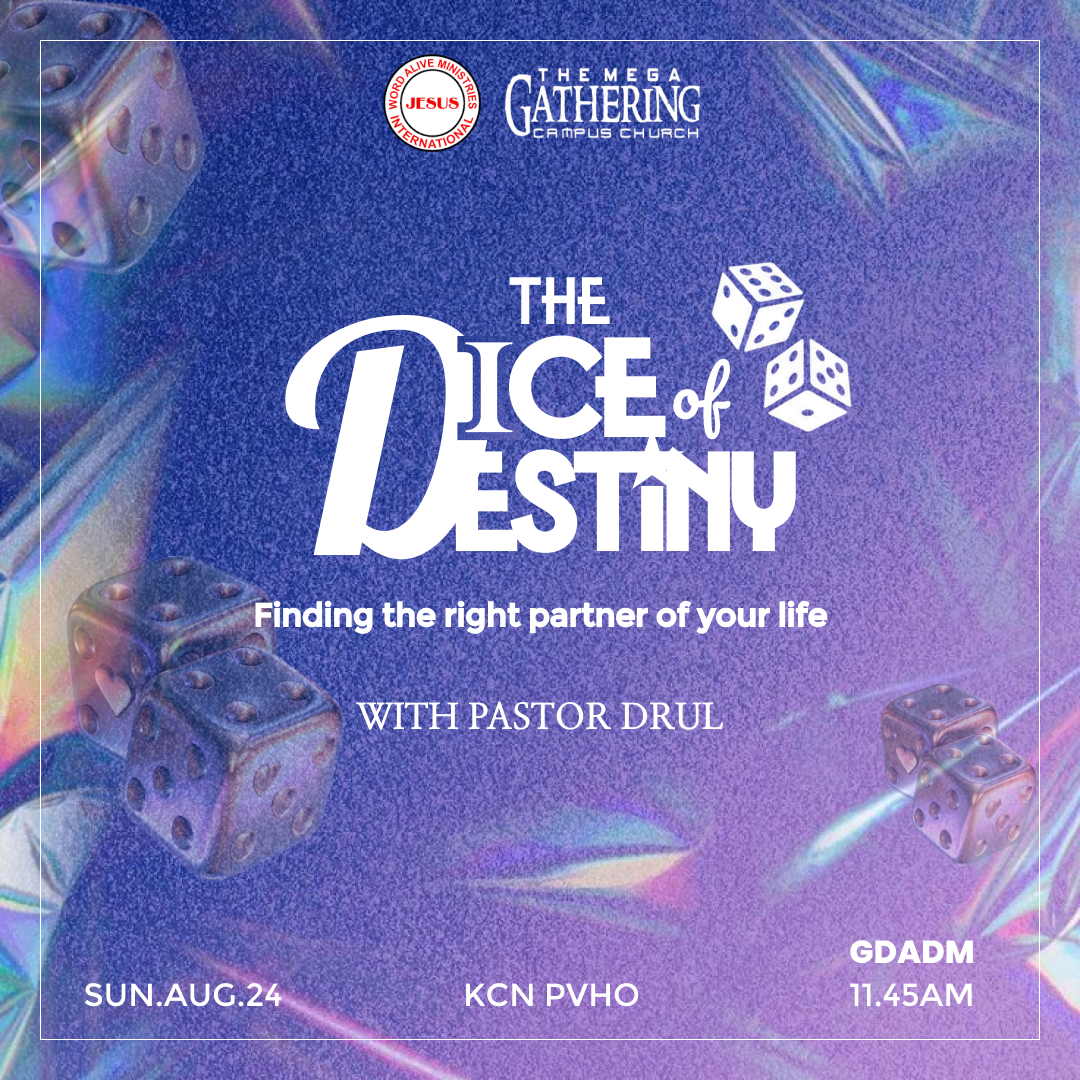 WORD ALIVE MINISTRIES
JESUS
INTERNATIONAL
THE MEGA
GATHERING
CAMPUS CHURCH
THE
DICE of
DESTINY
Finding the right partner of your life
WITH PASTOR DRUL
GDADM
SUN.AUG.24 KCN PVHO 11.45AM